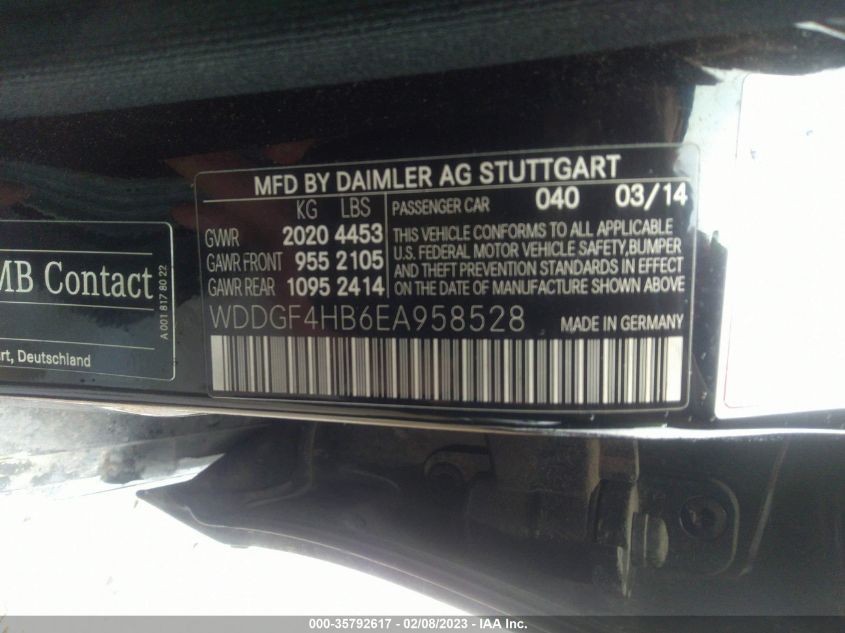 MFD BY DAIMLER AG STUTTGART
KG LBS
GVWR 2020 4453
GAWR FRONT 955 2105
GAWR REAR 1095 2414
PASSENGER CAR 040 03/14
THIS VEHICLE CONFORMS TO ALL APPLICABLE
U.S. FEDERAL MOTOR VEHICLE SAFETY, BUMPER
AND THEFT PREVENTION STANDARDS IN EFFECT
ON THE DATE OF MANUFACTURE SHOWN ABOVE
WDDGF4HB6EA958528 MADE IN GERMANY
MB Contact
A 001 817 80 22
art, Deutschland
000-35792617 - 02/08/2023 - IAA Inc.